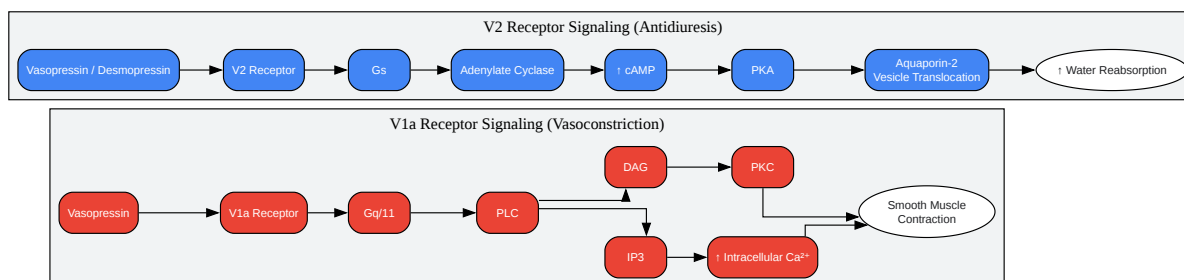 V2 Receptor Signaling (Antidiuresis)
Vasopressin / Desmopressin
V2 Receptor
Gs
Adenylate Cyclase
↑ cAMP
PKA
Aquaporin-2
Vesicle Translocation
↑ Water Reabsorption
V1a Receptor Signaling (Vasoconstriction)
Vasopressin
V1a Receptor
Gq/11
PLC
DAG
PKC
IP3
↑ Intracellular Ca²⁺
Smooth Muscle
Contraction